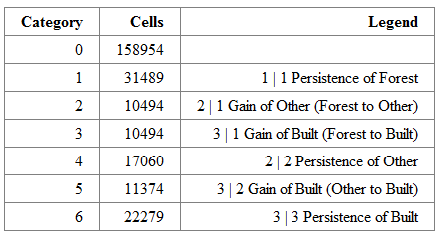 Category Cells Legend
0 158954
1 31489 1 | 1 Persistence of Forest
2 10494 2 | 1 Gain of Other (Forest to Other)
3 10494 3 | 1 Gain of Built (Forest to Built)
4 17060 2 | 2 Persistence of Other
5 11374 3 | 2 Gain of Built (Other to Built)
6 22279 3 | 3 Persistence of Built